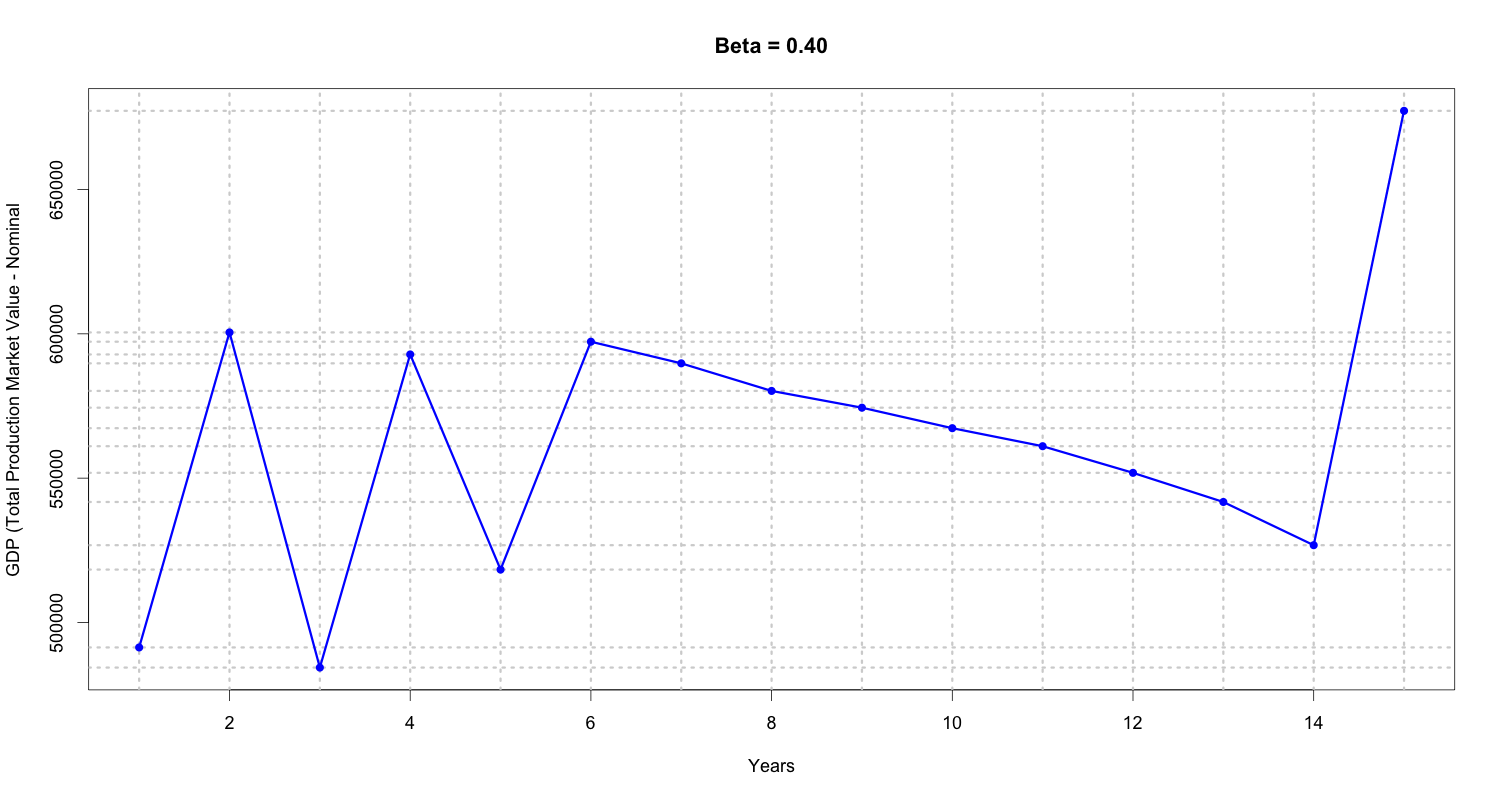 Beta = 0.40
GDP (Total Production Market Value - Nominal
650000
600000
550000
500000
2 4 6 8 10 12 14
Years